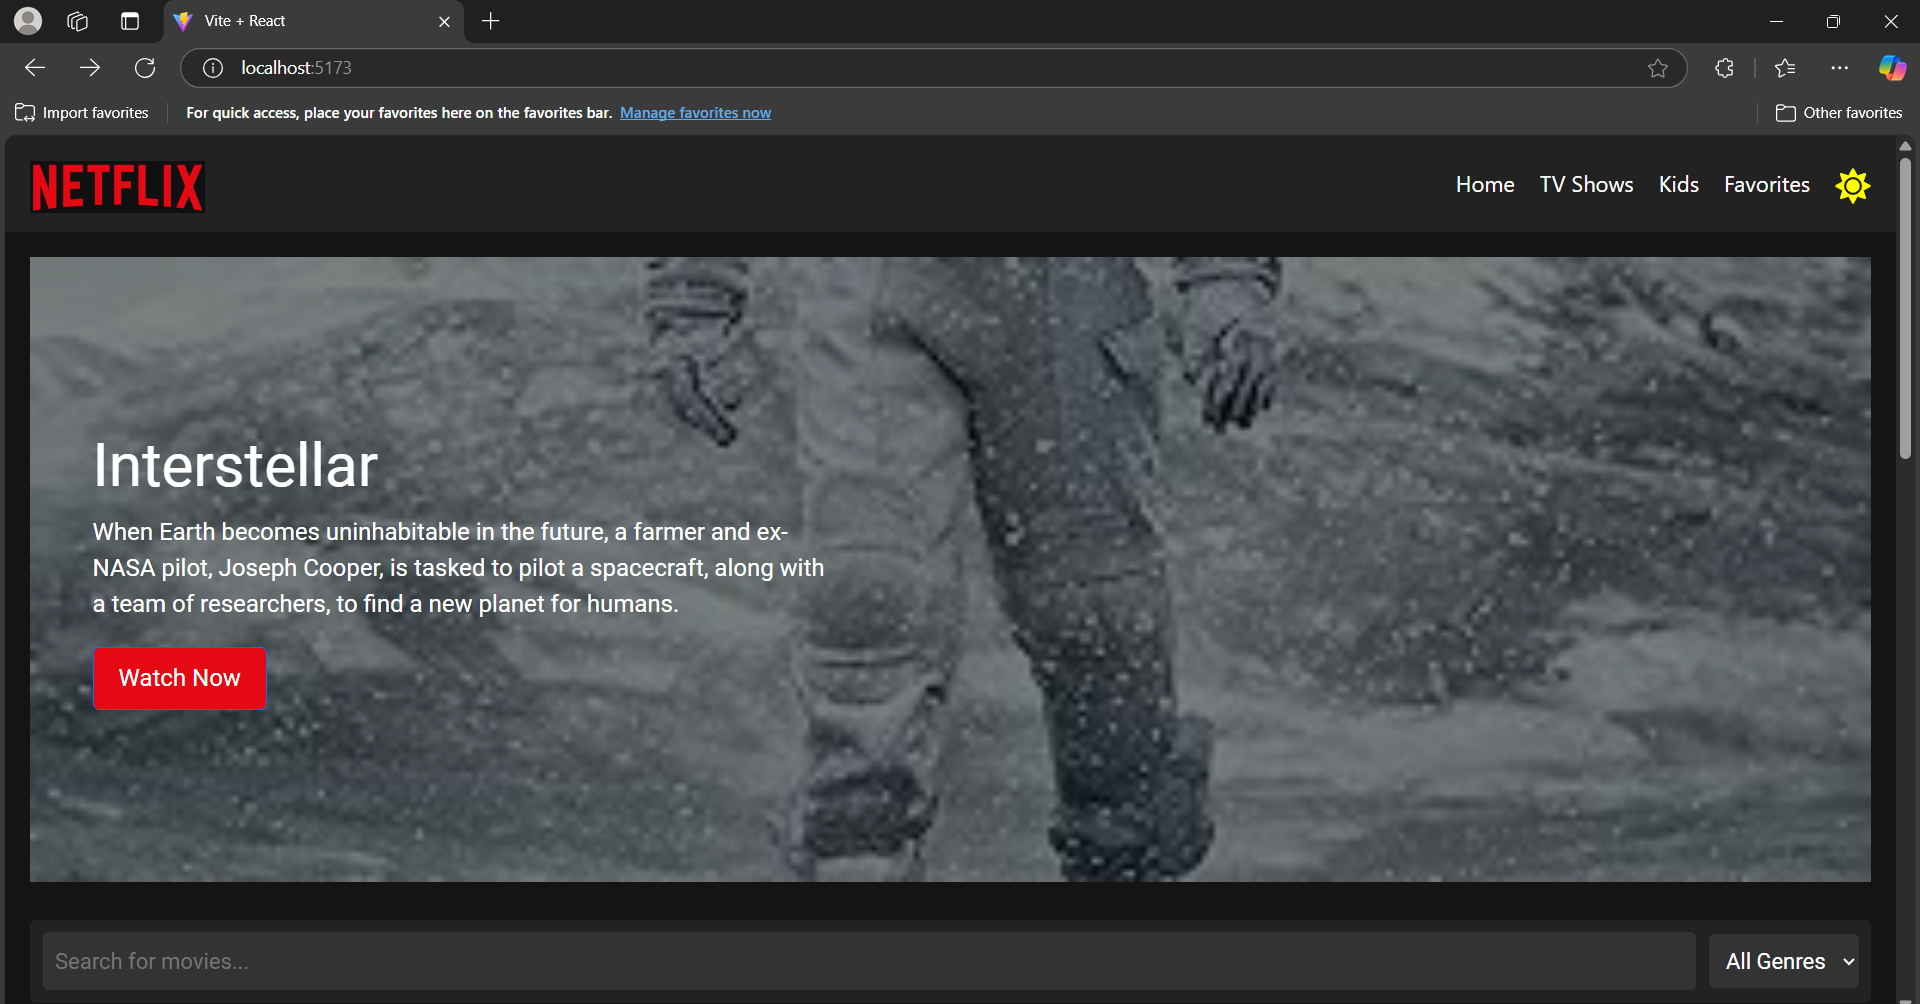 Vite + React
localhost:5173
Import favorites
For quick access, place your favorites here on the favorites bar. Manage favorites now
Other favorites
NETFLIX
Home TV Shows Kids Favorites
Interstellar
When Earth becomes uninhabitable in the future, a farmer and ex-
NASA pilot, Joseph Cooper, is tasked to pilot a spacecraft, along with
a team of researchers, to find a new planet for humans.
Watch Now
Search for movies...
All Genres